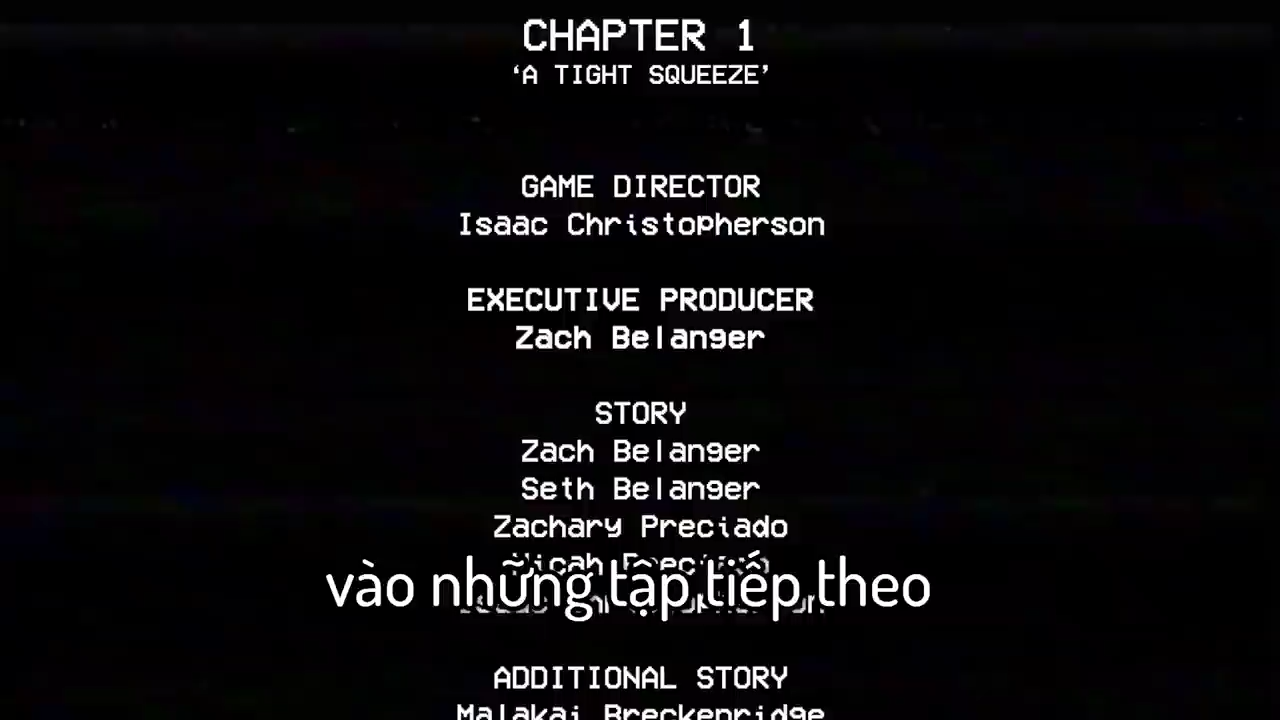 CHAPTER 1
‘A TIGHT SQUEEZE’
GAME DIRECTOR
Isaac Christopherson
EXECUTIVE PRODUCER
Zach Belanger
STORY
Zach Belanger
Seth Belanger
Zachary Preciado
vào những tập tiếp theo
ADDITIONAL STORY
Malakai Breckenridge